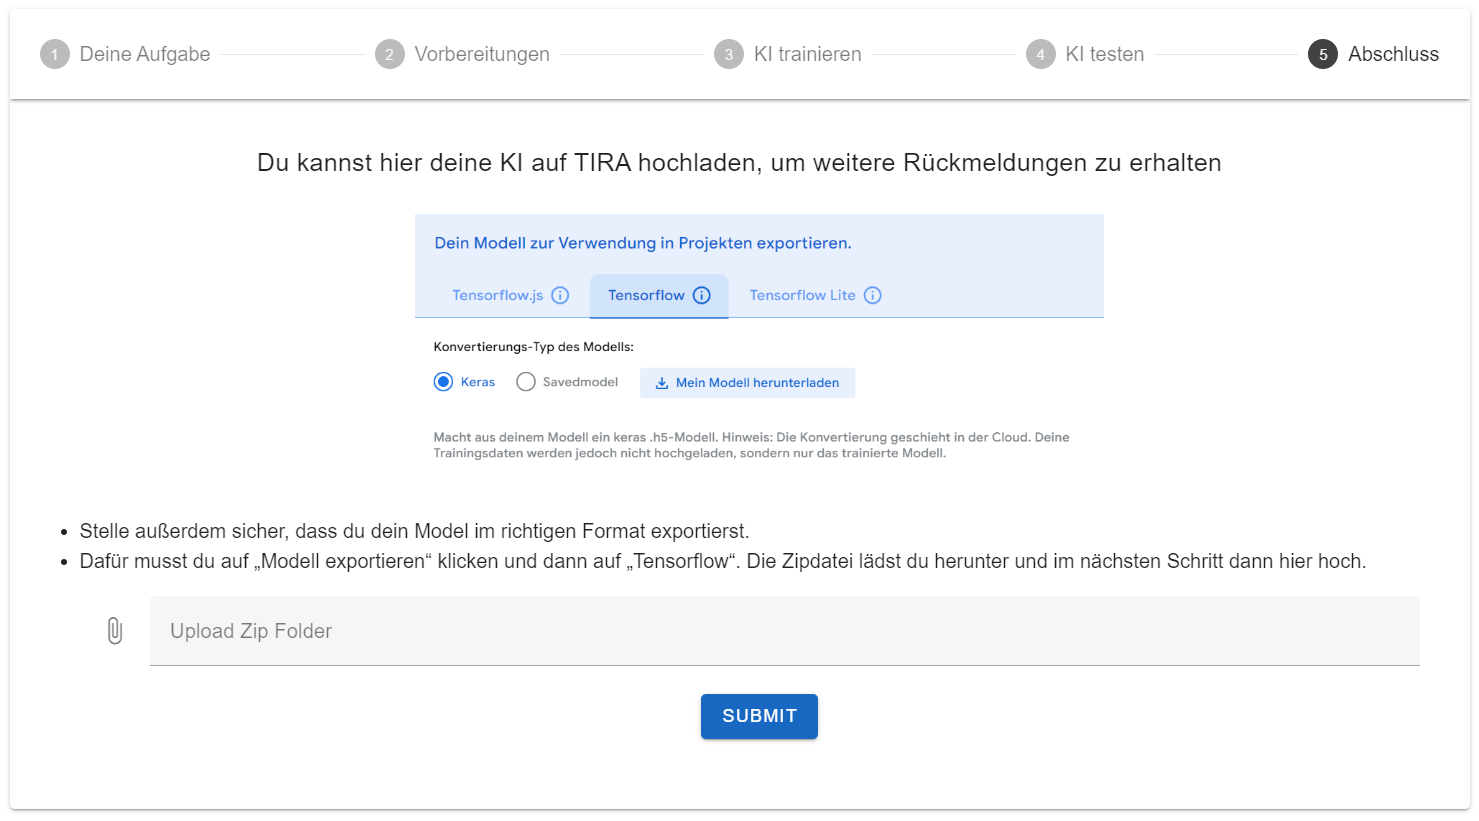 1 Deine Aufgabe 2 Vorbereitungen 3 KI trainieren 4 KI testen 5 Abschluss
Du kannst hier deine KI auf TIRA hochladen, um weitere Rückmeldungen zu erhalten
Dein Modell zur Verwendung in Projekten exportieren.
Tensorflow.js Tensorflow Tensorflow Lite
Konvertierungs-Typ des Modells:
Keras Savedmodel Mein Modell herunterladen
Macht aus deinem Modell ein keras .h5-Modell. Hinweis: Die Konvertierung geschieht in der Cloud. Deine
Trainingsdaten werden jedoch nicht hochgeladen, sondern nur das trainierte Modell.
• Stelle außerdem sicher, dass du dein Model im richtigen Format exportierst.
• Dafür musst du auf „Modell exportieren“ klicken und dann auf „Tensorflow“. Die Zipdatei lädst du herunter und im nächsten Schritt dann hier hoch.
Upload Zip Folder
SUBMIT